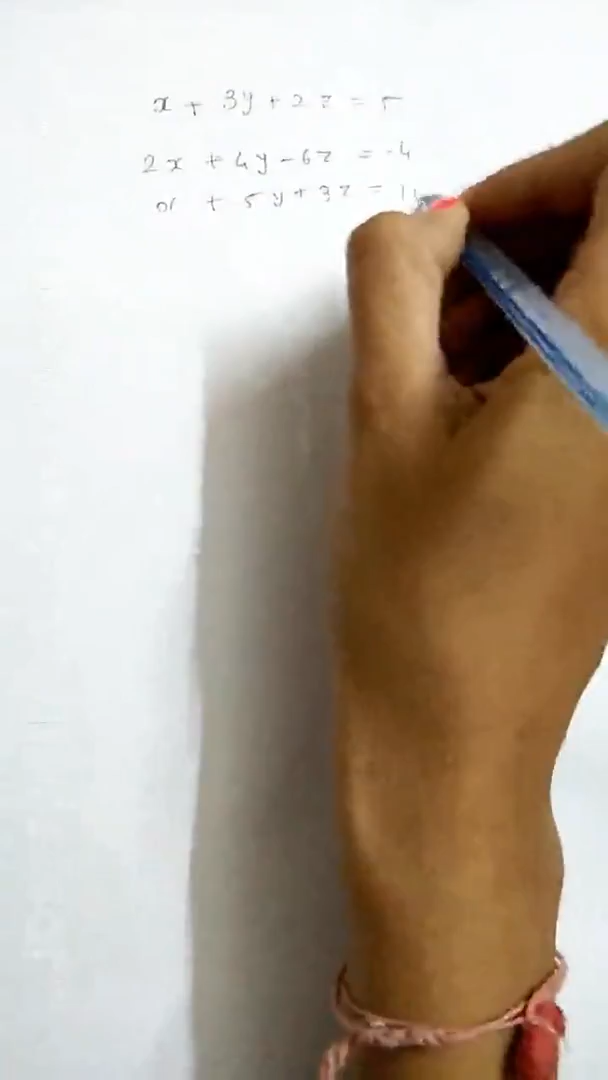 x + 3y + 2z = 5
2x + 4y - 6z = -4
+ 5y + 3z =